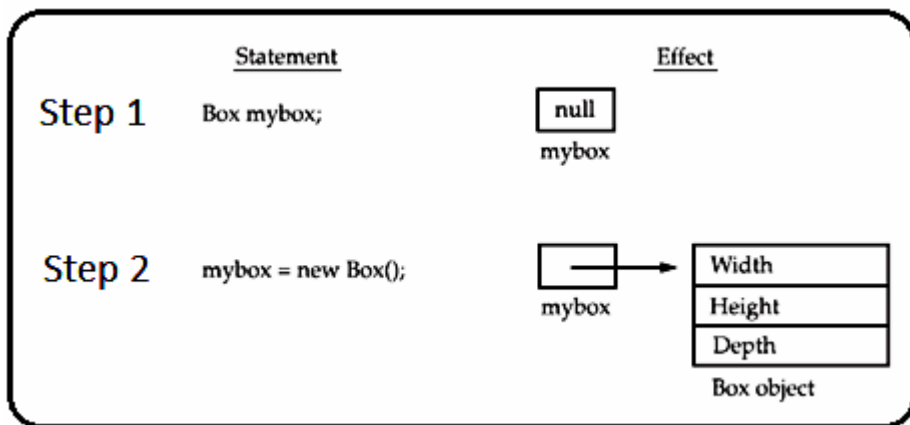 Statement Effect
Step 1 Box mybox; null
mybox
Step 2 mybox = new Box(); Width
mybox Height
Depth
Box object